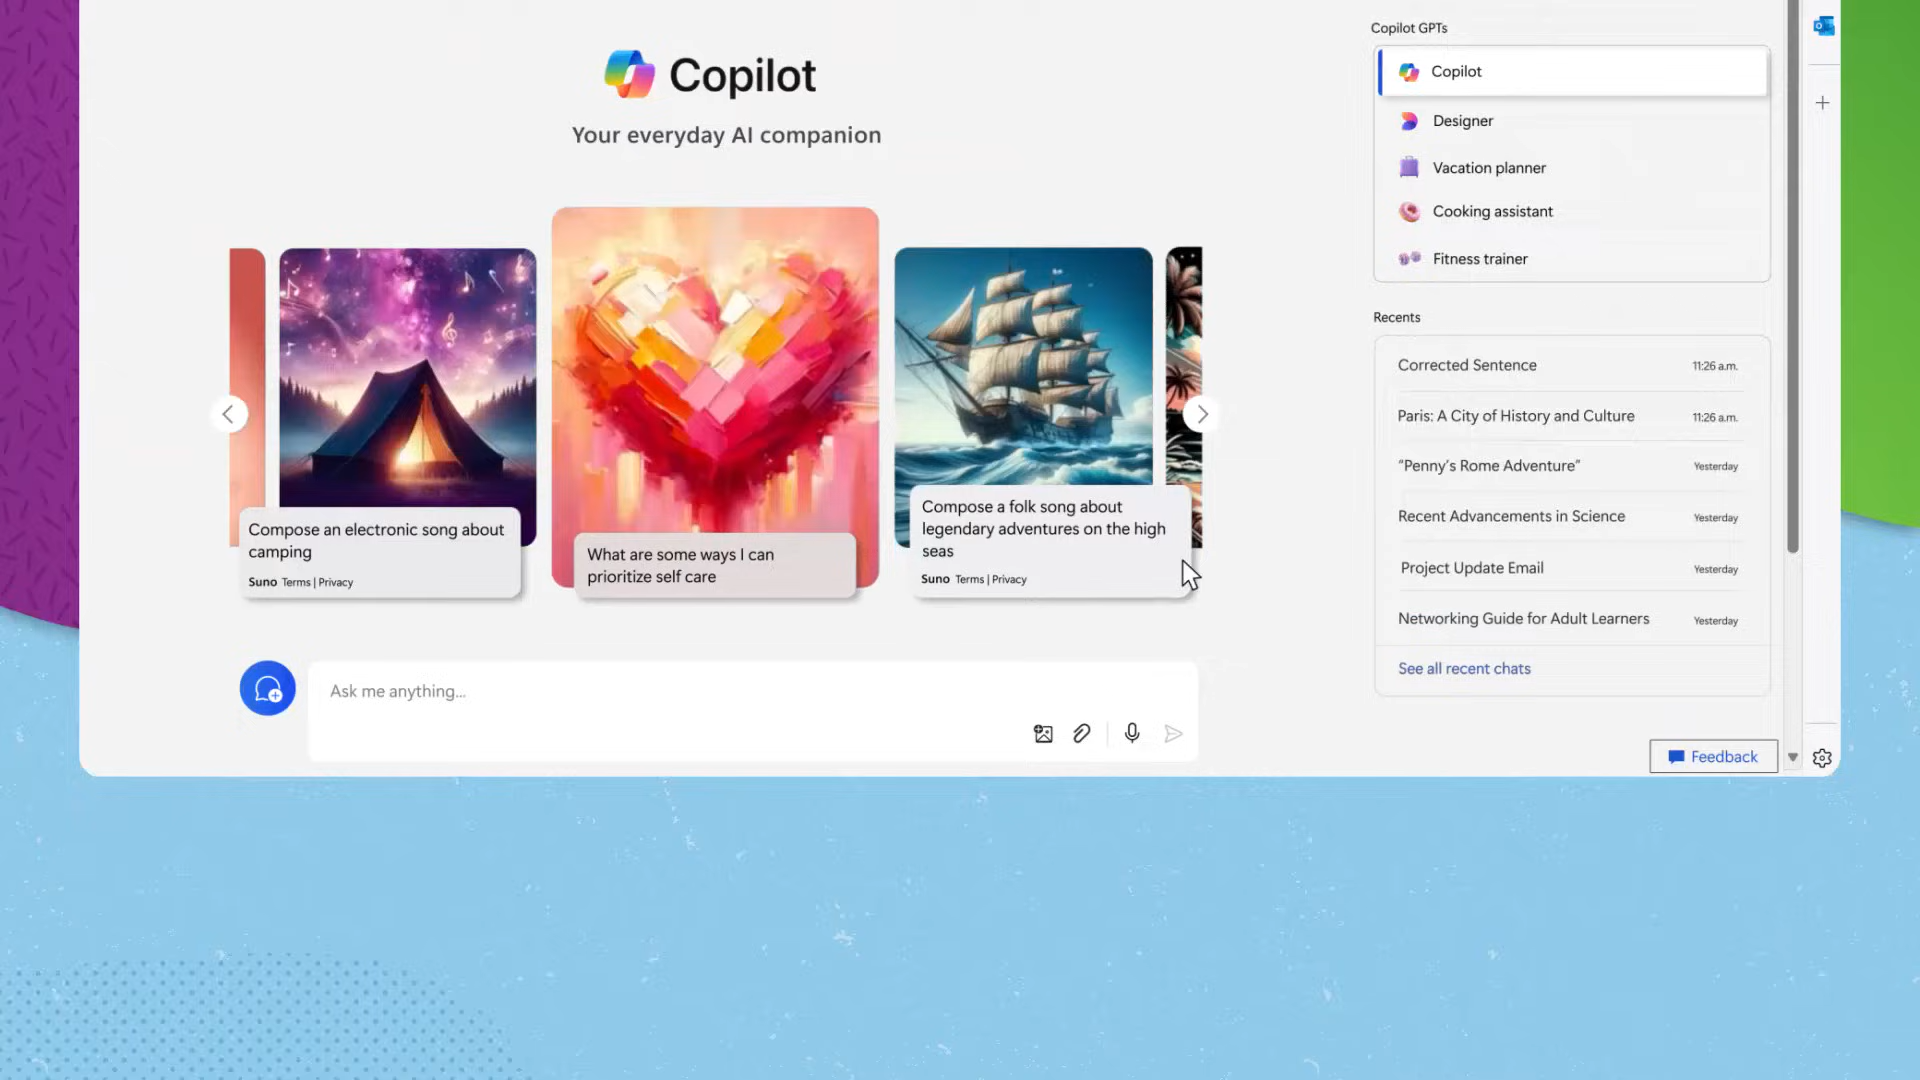 Copilot
Your everyday AI companion
Compose an electronic song about
camping
Suno Terms | Privacy
What are some ways I can
prioritize self care
Compose a folk song about
legendary adventures on the high
seas
Suno Terms | Privacy
Ask me anything...
Copilot GPTs
Copilot
Designer
Vacation planner
Cooking assistant
Fitness trainer
Recents
Corrected Sentence 11:26 a.m.
Paris: A City of History and Culture 11:26 a.m.
“Penny’s Rome Adventure” Yesterday
Recent Advancements in Science Yesterday
Project Update Email Yesterday
Networking Guide for Adult Learners Yesterday
See all recent chats
Feedback